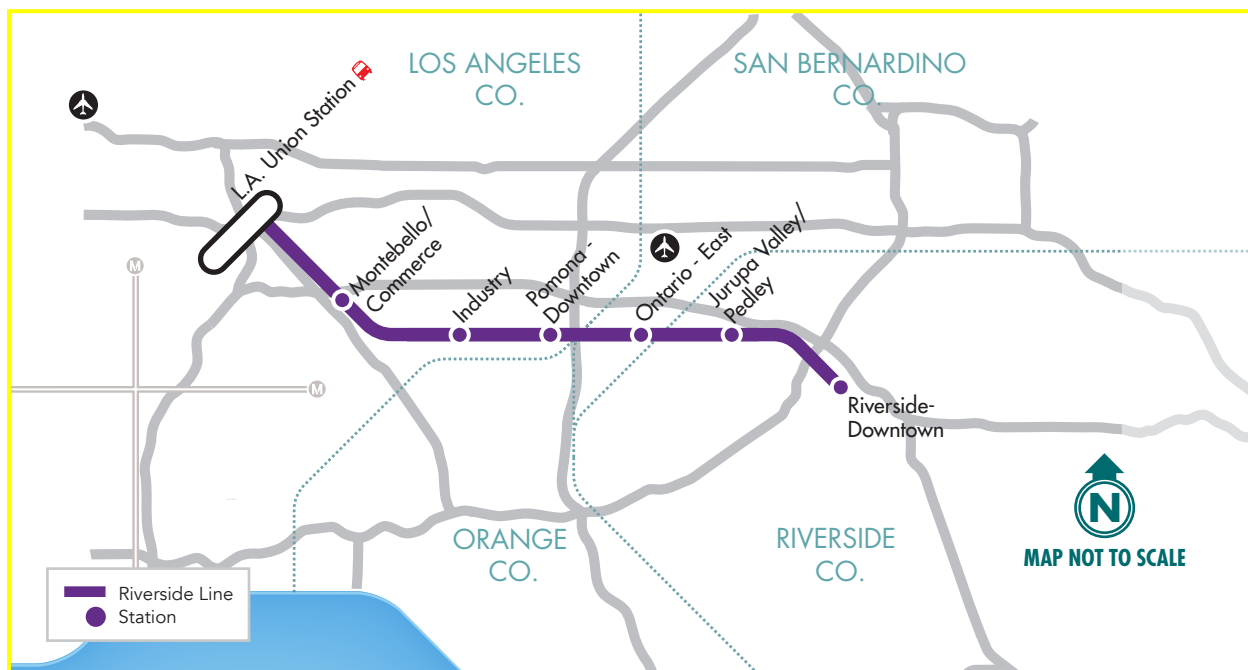 LOS ANGELES
CO.
SAN BERNARDINO
CO.
L.A. Union Station
Montebello/
Commerce
Industry
Pomona -
Downtown
Ontario - East
Jurupa Valley/
Pedley
Riverside-
Downtown
M
M
N
MAP NOT TO SCALE
ORANGE
CO.
RIVERSIDE
CO.
Riverside Line
Station